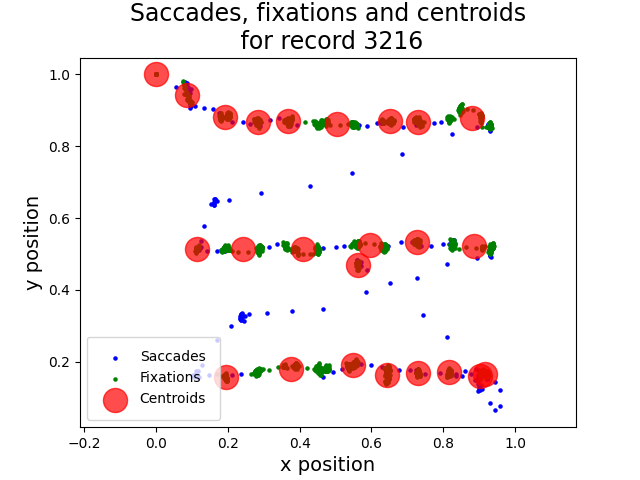 Saccades, fixations and centroids
for record 3216
1.0
0.8
0.6
0.4
0.2
y position
Saccades
Fixations
Centroids
−0.2 0.0 0.2 0.4 0.6 0.8 1.0
x position